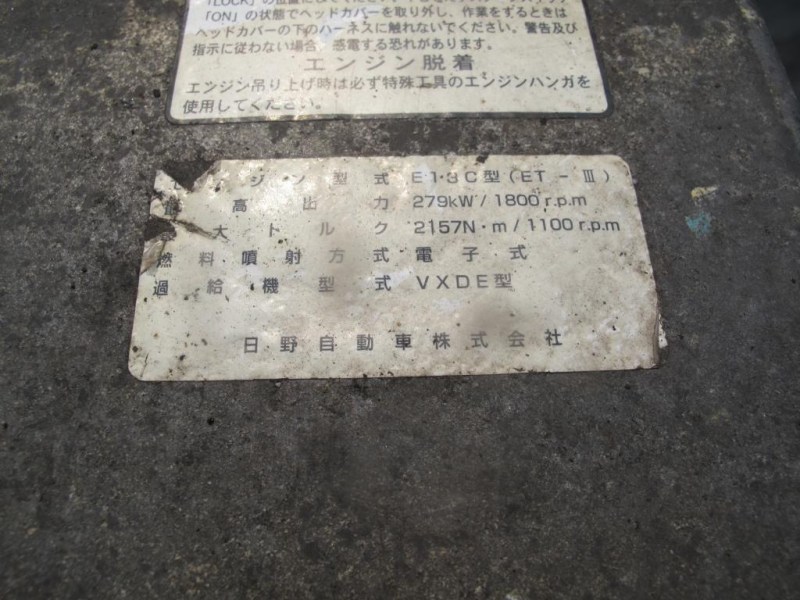 「LOCK」の位置に
「ON」の状態でヘッドカバーを取り外し、作業をするときは
ヘッドカバーの下のハーネスに触れないでください。警告及び
指示に従わない場合、感電する恐れがあります。
エンジン脱着
エンジン吊り上げ時は必ず特殊工具のエンジンハンガを
使用してください。
ジン型式 E13C型(ET-Ⅲ)
高出力 279kW/1800r.p.m
大トルク 2157N・m/1100r.p.m
燃料噴射方式 電子式
過給機型式 VXDE型
日野自動車株式会社